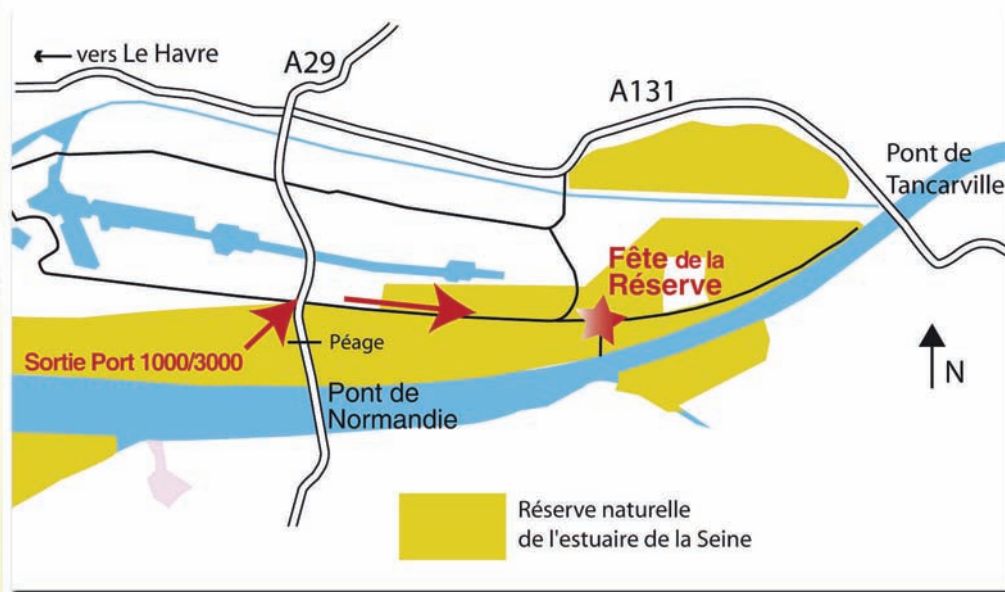 ← vers Le Havre
A29
A131
Pont de
Tancarville
Fête de la
Réserve
Sortie Port 1000/3000
Péage
Pont de
Normandie
N
Réserve naturelle
de l'estuaire de la Seine